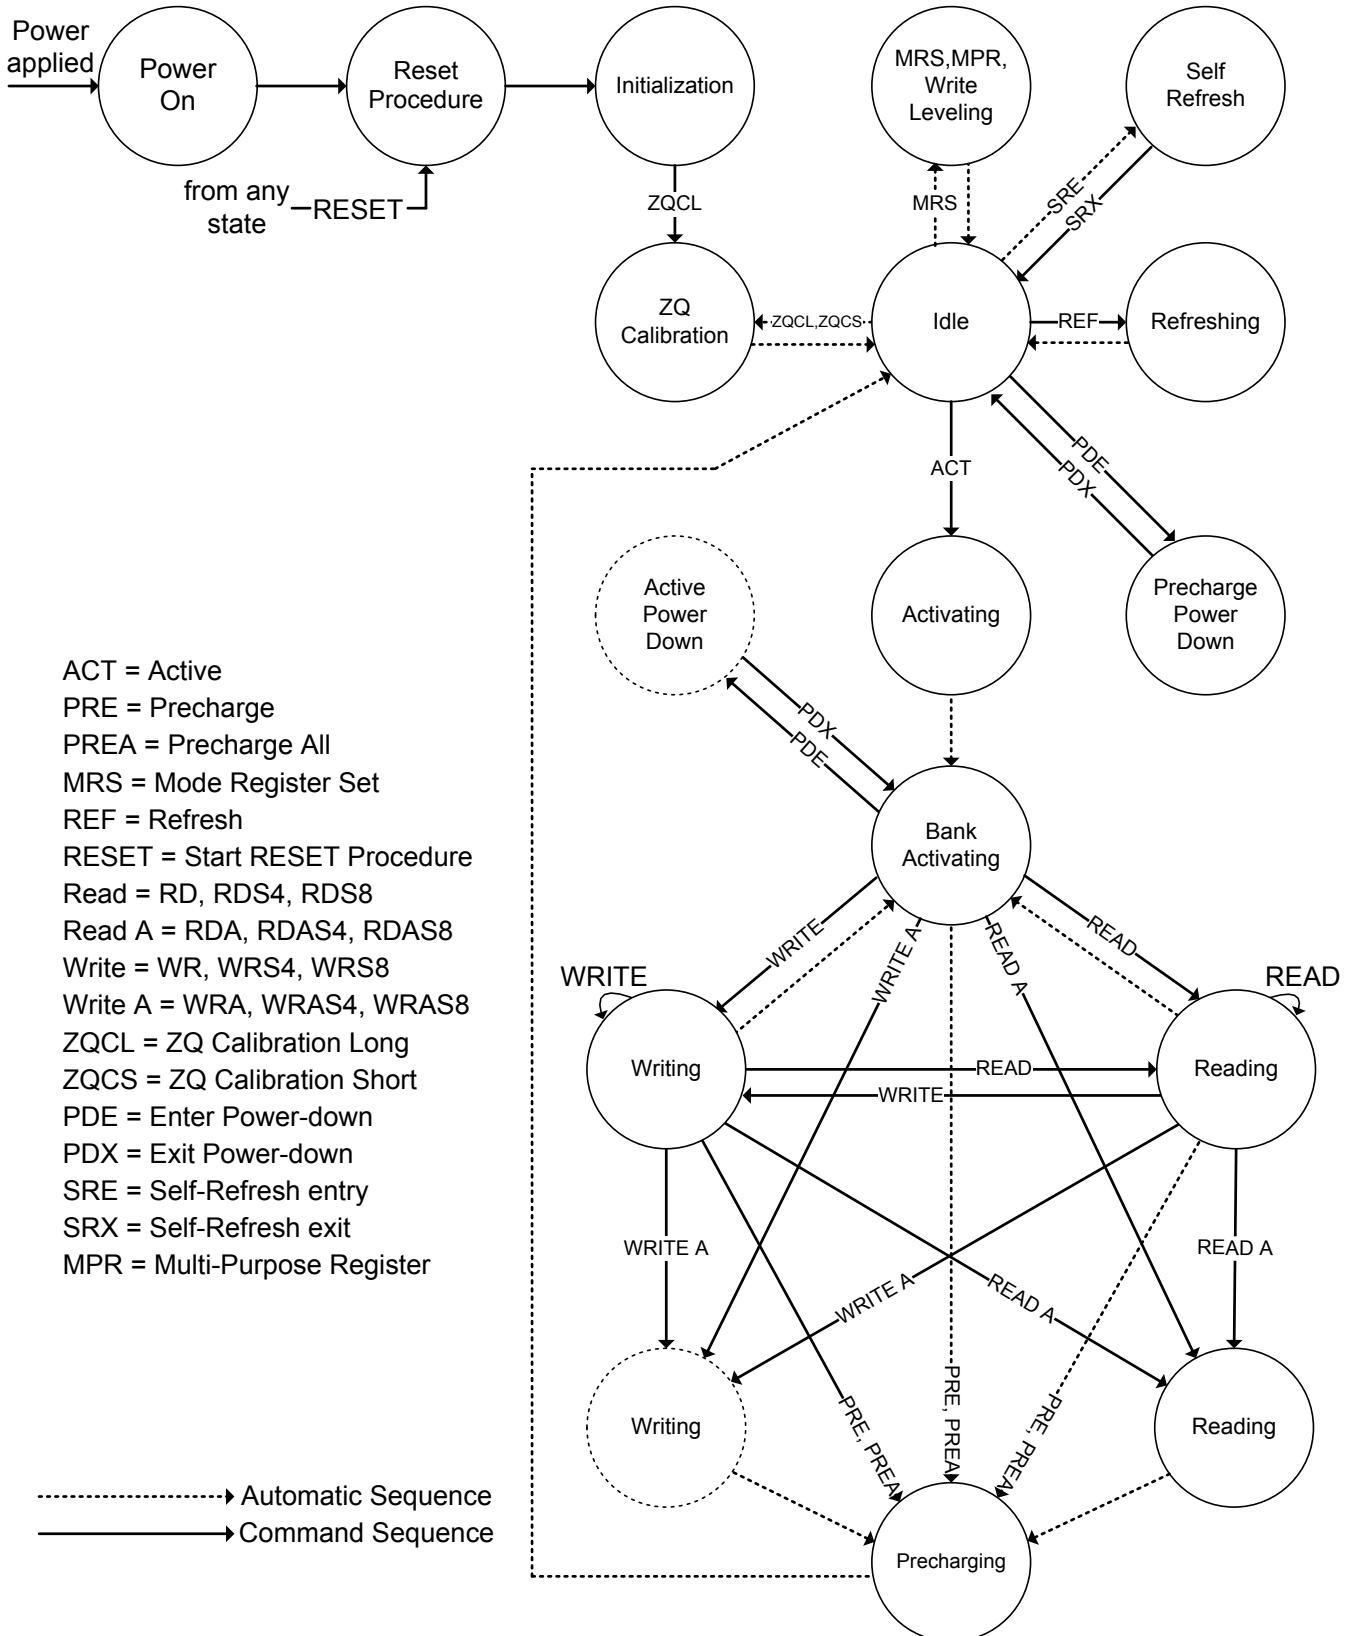 Power
applied
Power
On
Reset
Procedure
Initialization
MRS,MPR,
Write
Leveling
Self
Refresh
from any
state
RESET
ZQCL
MRS
SRE
SRX
ZQ
Calibration
ZQCL,ZQCS
Idle
REF
Refreshing
ACT
PDE
PDX
Active
Power
Down
Activating
Precharge
Power
Down
PDX
PDE
ACT = Active
PRE = Precharge
PREA = Precharge All
MRS = Mode Register Set
REF = Refresh
RESET = Start RESET Procedure
Read = RD, RDS4, RDS8
Read A = RDA, RDAS4, RDAS8
Write = WR, WRS4, WRS8
Write A = WRA, WRAS4, WRAS8
ZQCL = ZQ Calibration Long
ZQCS = ZQ Calibration Short
PDE = Enter Power-down
PDX = Exit Power-down
SRE = Self-Refresh entry
SRX = Self-Refresh exit
MPR = Multi-Purpose Register
Bank
Activating
WRITE
WRITE A
READ A
READ
WRITE
READ
Writing
READ
WRITE
Reading
WRITE A
WRITE A
READ A
READ A
Writing
PRE, PREA
PRE, PREA
PRE, PREA
Reading
Precharging
Automatic Sequence
Command Sequence